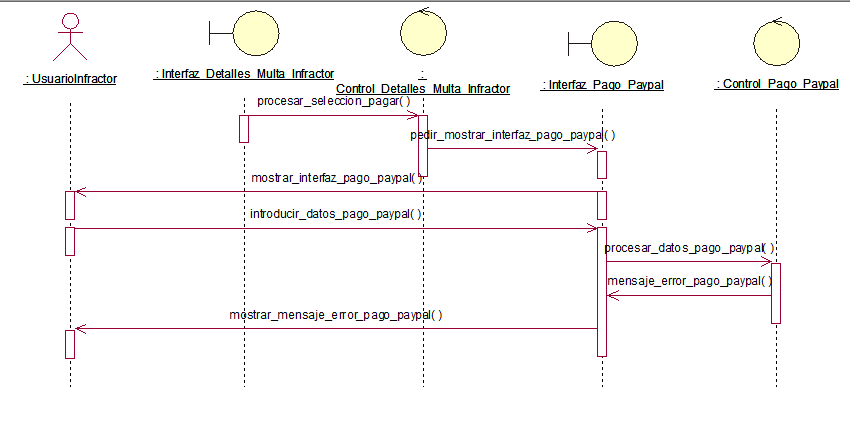 : UsuarioInfractor
: Interfaz_Detalles_Multa_Infractor
:
Control_Detalles_Multa_Infractor
: Interfaz_Pago_Paypal
: Control_Pago_Paypal
procesar_seleccion_pagar( )
pedir_mostrar_interfaz_pago_paypal( )
mostrar_interfaz_pago_paypal( )
introducir_datos_pago_paypal( )
procesar_datos_pago_paypal( )
mensaje_error_pago_paypal( )
mostrar_mensaje_error_pago_paypal( )